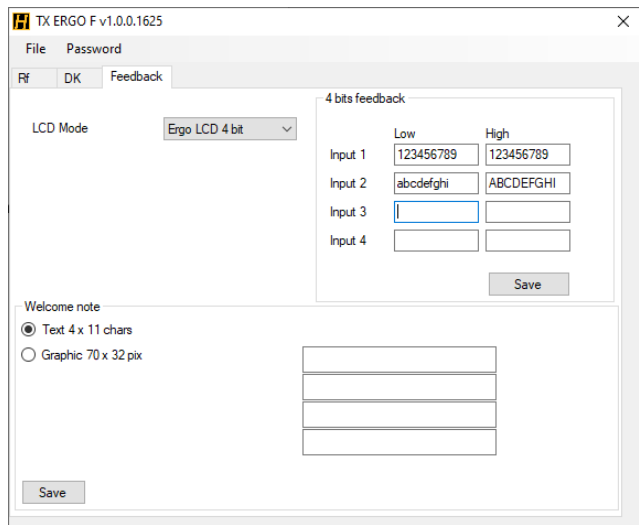 TX ERGO F v1.0.0.1625
File Password
Rf DK Feedback
LCD Mode Ergo LCD 4 bit
4 bits feedback
Low High
Input 1 123456789 123456789
Input 2 abcdefghi ABCDEFGHI
Input 3
Input 4
Save
Welcome note
Text 4 x 11 chars
Graphic 70 x 32 pix
Save